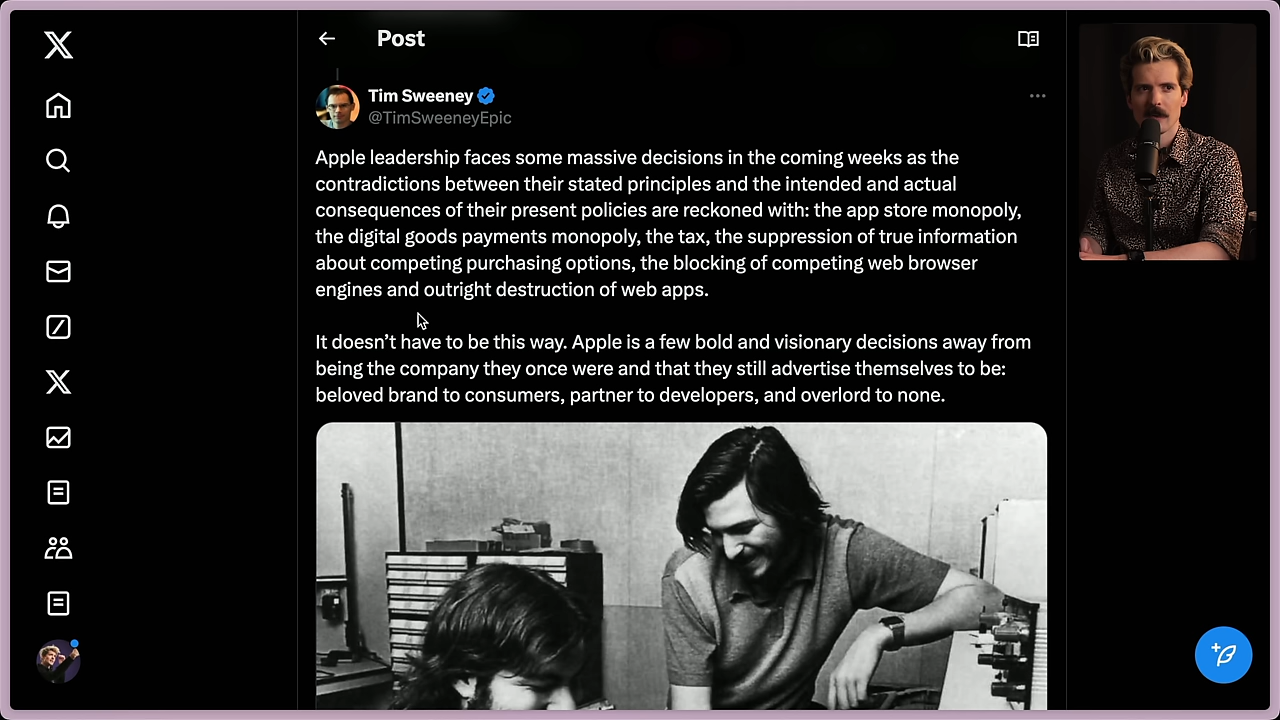 Post
Tim Sweeney
@TimSweeneyEpic
Apple leadership faces some massive decisions in the coming weeks as the
contradictions between their stated principles and the intended and actual
consequences of their present policies are reckoned with: the app store monopoly,
the digital goods payments monopoly, the tax, the suppression of true information
about competing purchasing options, the blocking of competing web browser
engines and outright destruction of web apps.
It doesn’t have to be this way. Apple is a few bold and visionary decisions away from
being the company they once were and that they still advertise themselves to be:
beloved brand to consumers, partner to developers, and overlord to none.